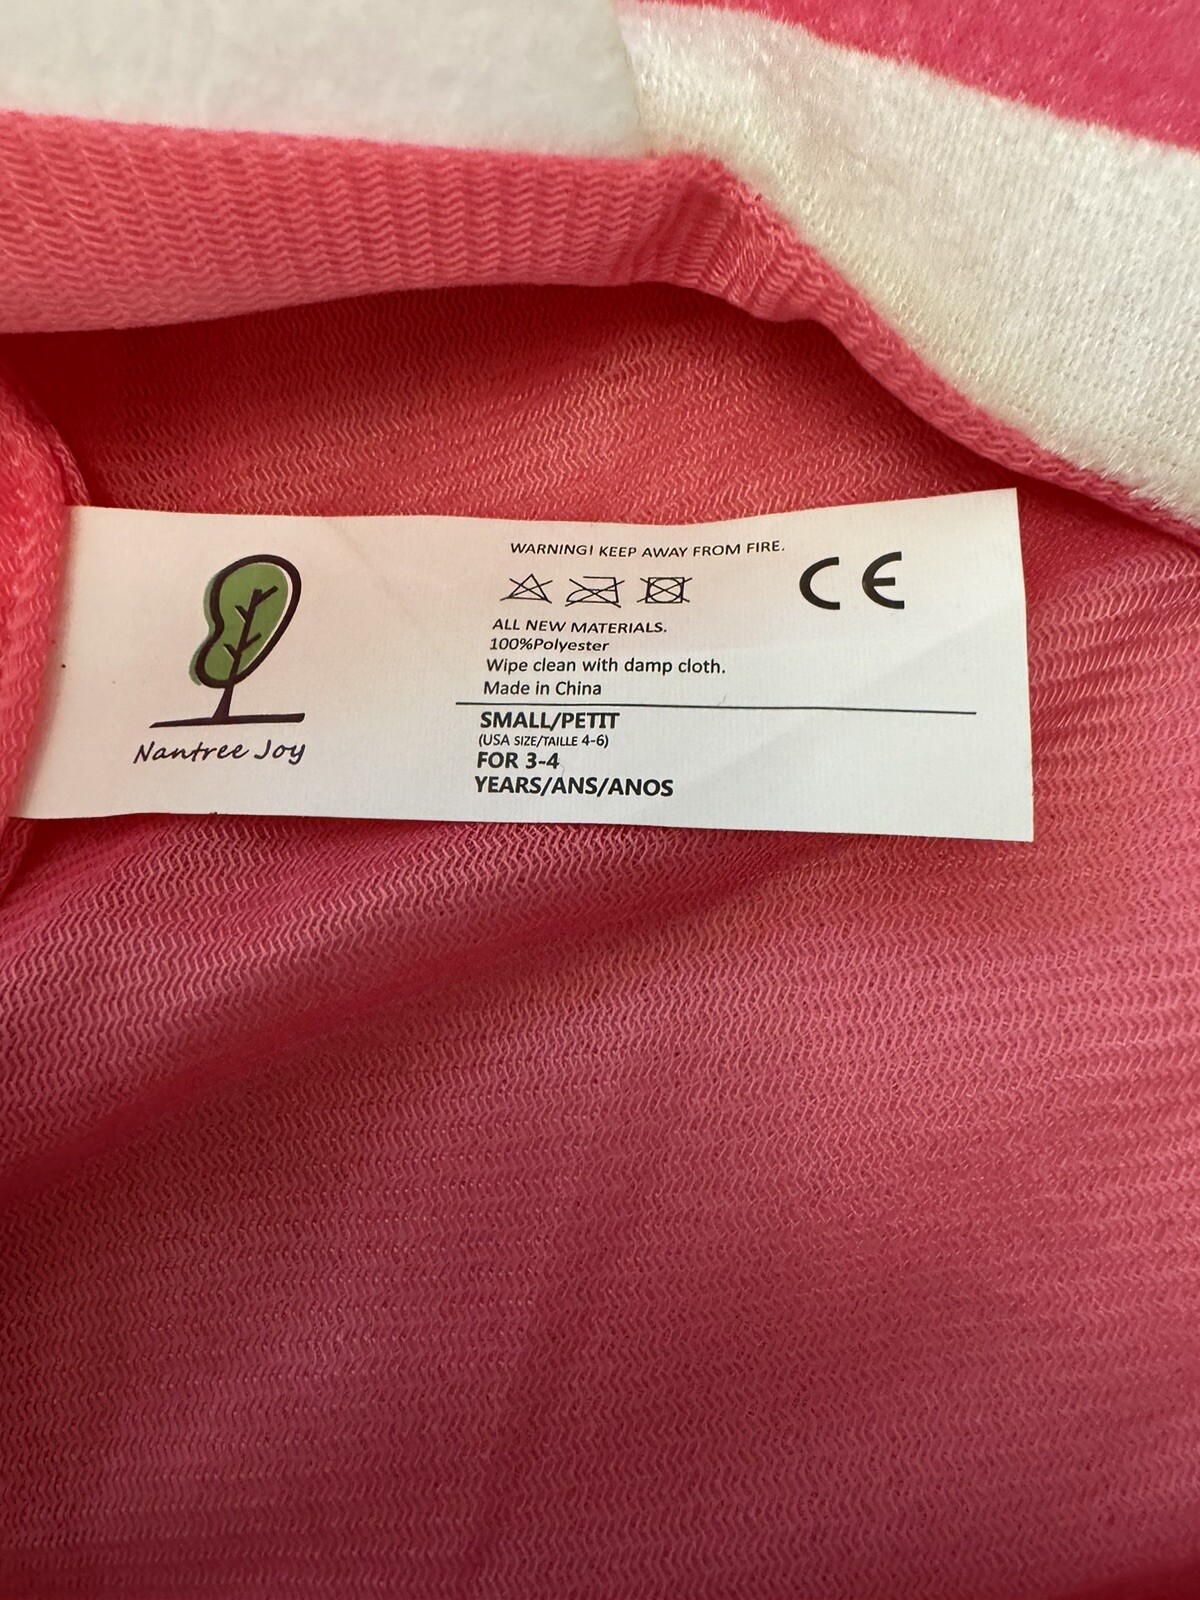 Nantree Joy
WARNING! KEEP AWAY FROM FIRE.
CE
ALL NEW MATERIALS.
100%Polyester
Wipe clean with damp cloth.
Made in China
SMALL/PETIT
(USA SIZE/TAILLE 4-6)
FOR 3-4
YEARS/ANS/ANOS